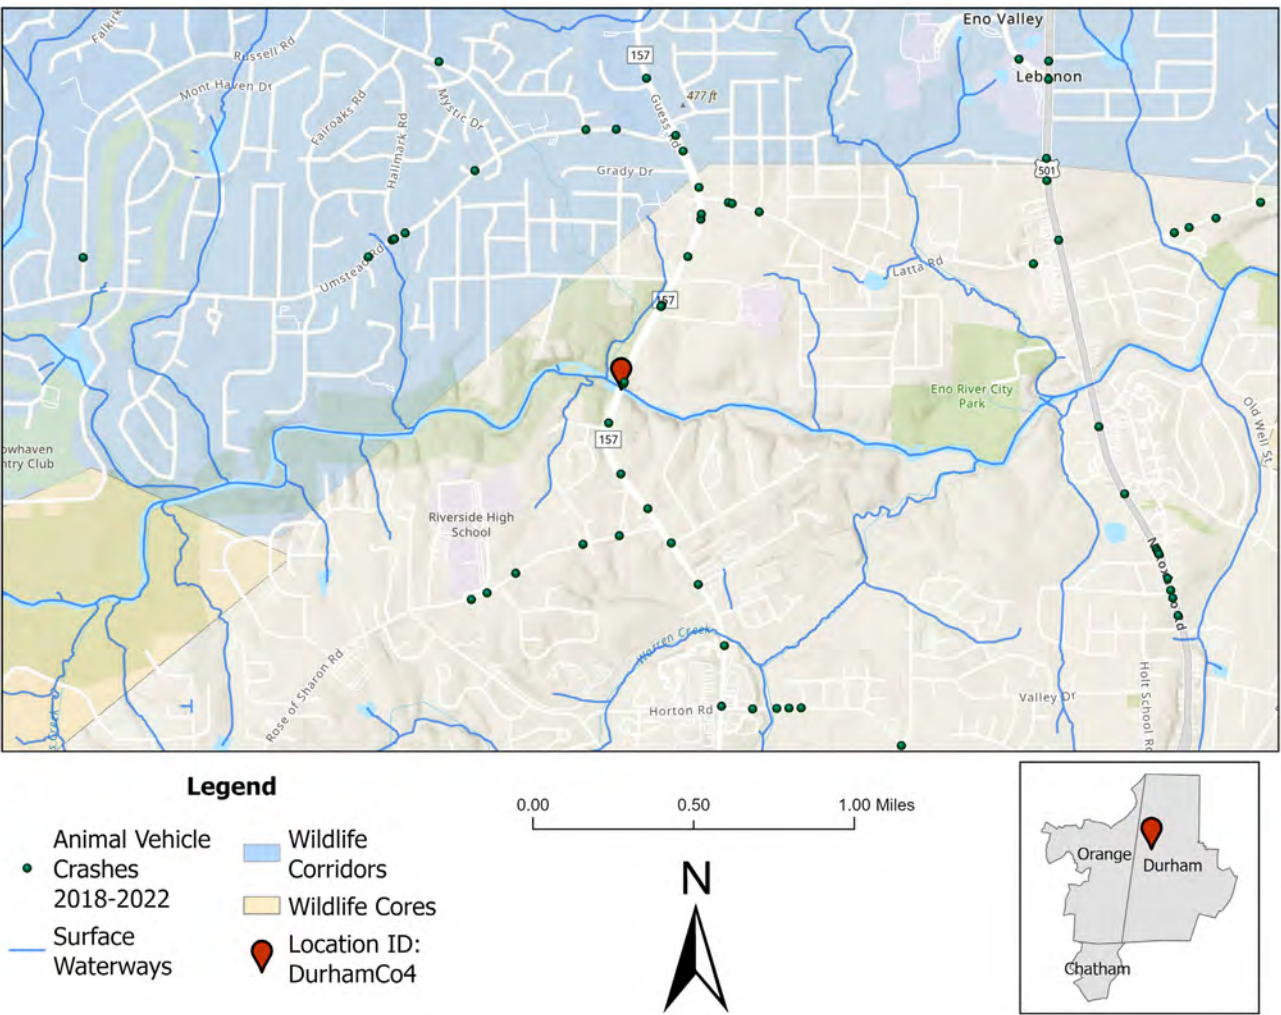 Eno Valley
Falkirk
Russell Rd
157
Mont Haven Dr
Fairoaks Rd
Mystic Dr
Guess Rd
477 ft
Lebanon
Hallmark Rd
Grady Dr
501
Umstead Rd
Latta Rd
157
Eno River City
Park
Old Well St
157
owhaven
ntry Club
Riverside High
School
Warren Creek
Rose of Sharon Rd
Horton Rd
Valley Dr
Holt School Rd
Legend
Animal Vehicle
Crashes
2018-2022
Surface
Waterways
Wildlife
Corridors
Wildlife Cores
Location ID:
DurhamCo4
0.00 0.50 1.00 Miles
N
Orange
Durham
Chatham